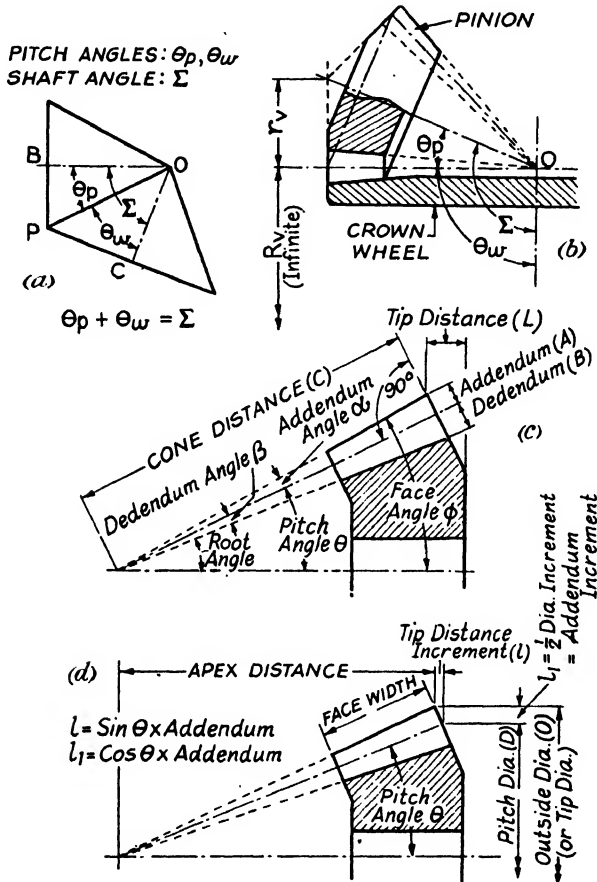 PITCH ANGLES: θp, θw
SHAFT ANGLE: Σ
B
O
θp
Σ
θw
P
C
(a)
θp + θw = Σ
PINION
rv
θp
O
Σ
θw
Rv
(Infinite)
CROWN
WHEEL
(b)
Tip Distance (L)
CONE DISTANCE (C)
Addendum
Angle α
90°
Addendum (A)
Dedendum (B)
(c)
Dedendum Angle β
Root
Angle
Pitch
Angle θ
Face
Angle ϕ
Tip Distance
Increment (l)
l1 = 1/2 Dia. Increment
= Addendum
Increment
(d)
APEX DISTANCE
FACE WIDTH
l = Sin θ x Addendum
l1 = Cos θ x Addendum
Pitch
Angle θ
Pitch Dia. (D)
Outside Dia. (O)
(or Tip Dia.)